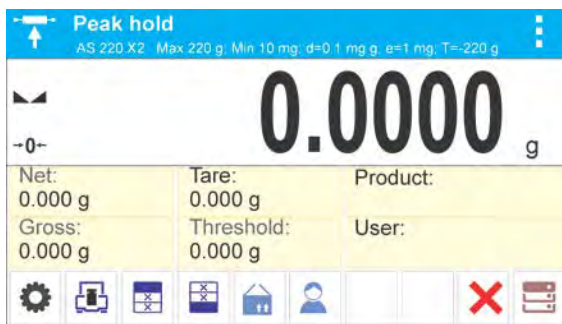 Peak hold
AS 220 X2 Max 220 g; Min 10 mg; d=0.1 mg g, e=1 mg; T=-220 g
→0←
0.0000 g
Net: Tare: Product:
0.000 g 0.000 g
Gross: Threshold: User:
0.000 g 0.000 g